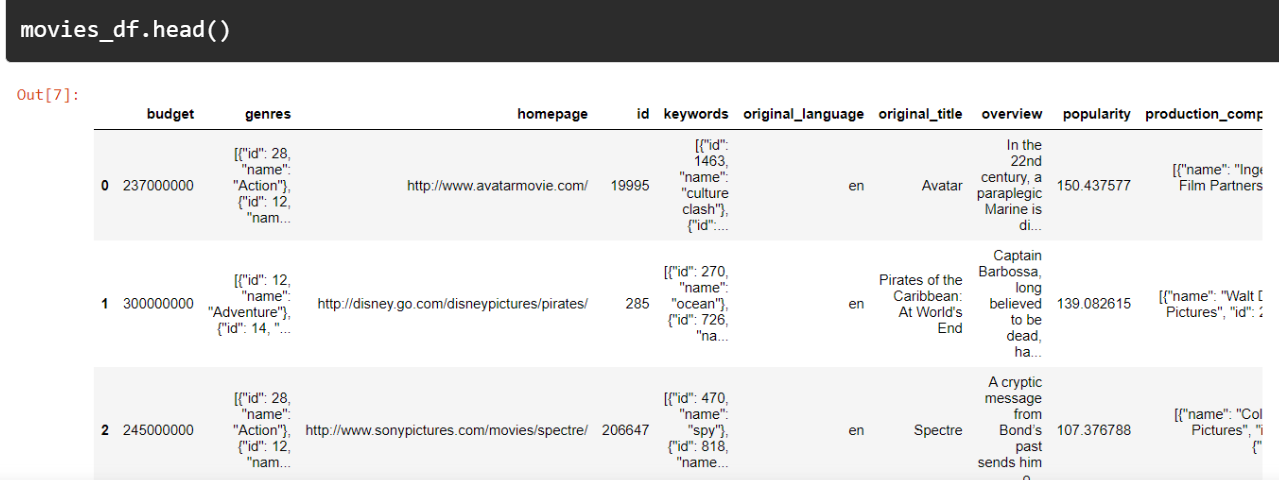 movies_df.head()
Out[7]:
budget genres homepage id keywords original_language original_title overview popularity production_comp
[{"id": 28,
"name":
"Action"},
{"id": 12,
"nam...
[{"id":
1463,
"name":
"culture
clash"},
{"id":...
In the
22nd
century, a
paraplegic
Marine is
di...
[{"name": "Inge
Film Partners
0 237000000 http://www.avatarmovie.com/ 19995 en Avatar 150.437577
[{"id": 12,
"name":
"Adventure"},
{"id": 14, "...
[{"id": 270,
"name":
"ocean"},
{"id": 726,
"na...
Pirates of the
Caribbean:
At World's
End
Captain
Barbossa,
long
believed
to be
dead,
ha...
[{"name": "Walt D
Pictures", "id": 2
1 300000000 http://disney.go.com/disneypictures/pirates/ 285 en 139.082615
[{"id": 28,
"name":
"Action"},
{"id": 12,
"nam...
[{"id": 470,
"name":
"spy"},
{"id": 818,
"name...
A cryptic
message
from
Bond's
past
sends him
[{"name": "Col
Pictures", "i
{"
2 245000000 http://www.sonypictures.com/movies/spectre/ 206647 en Spectre 107.376788